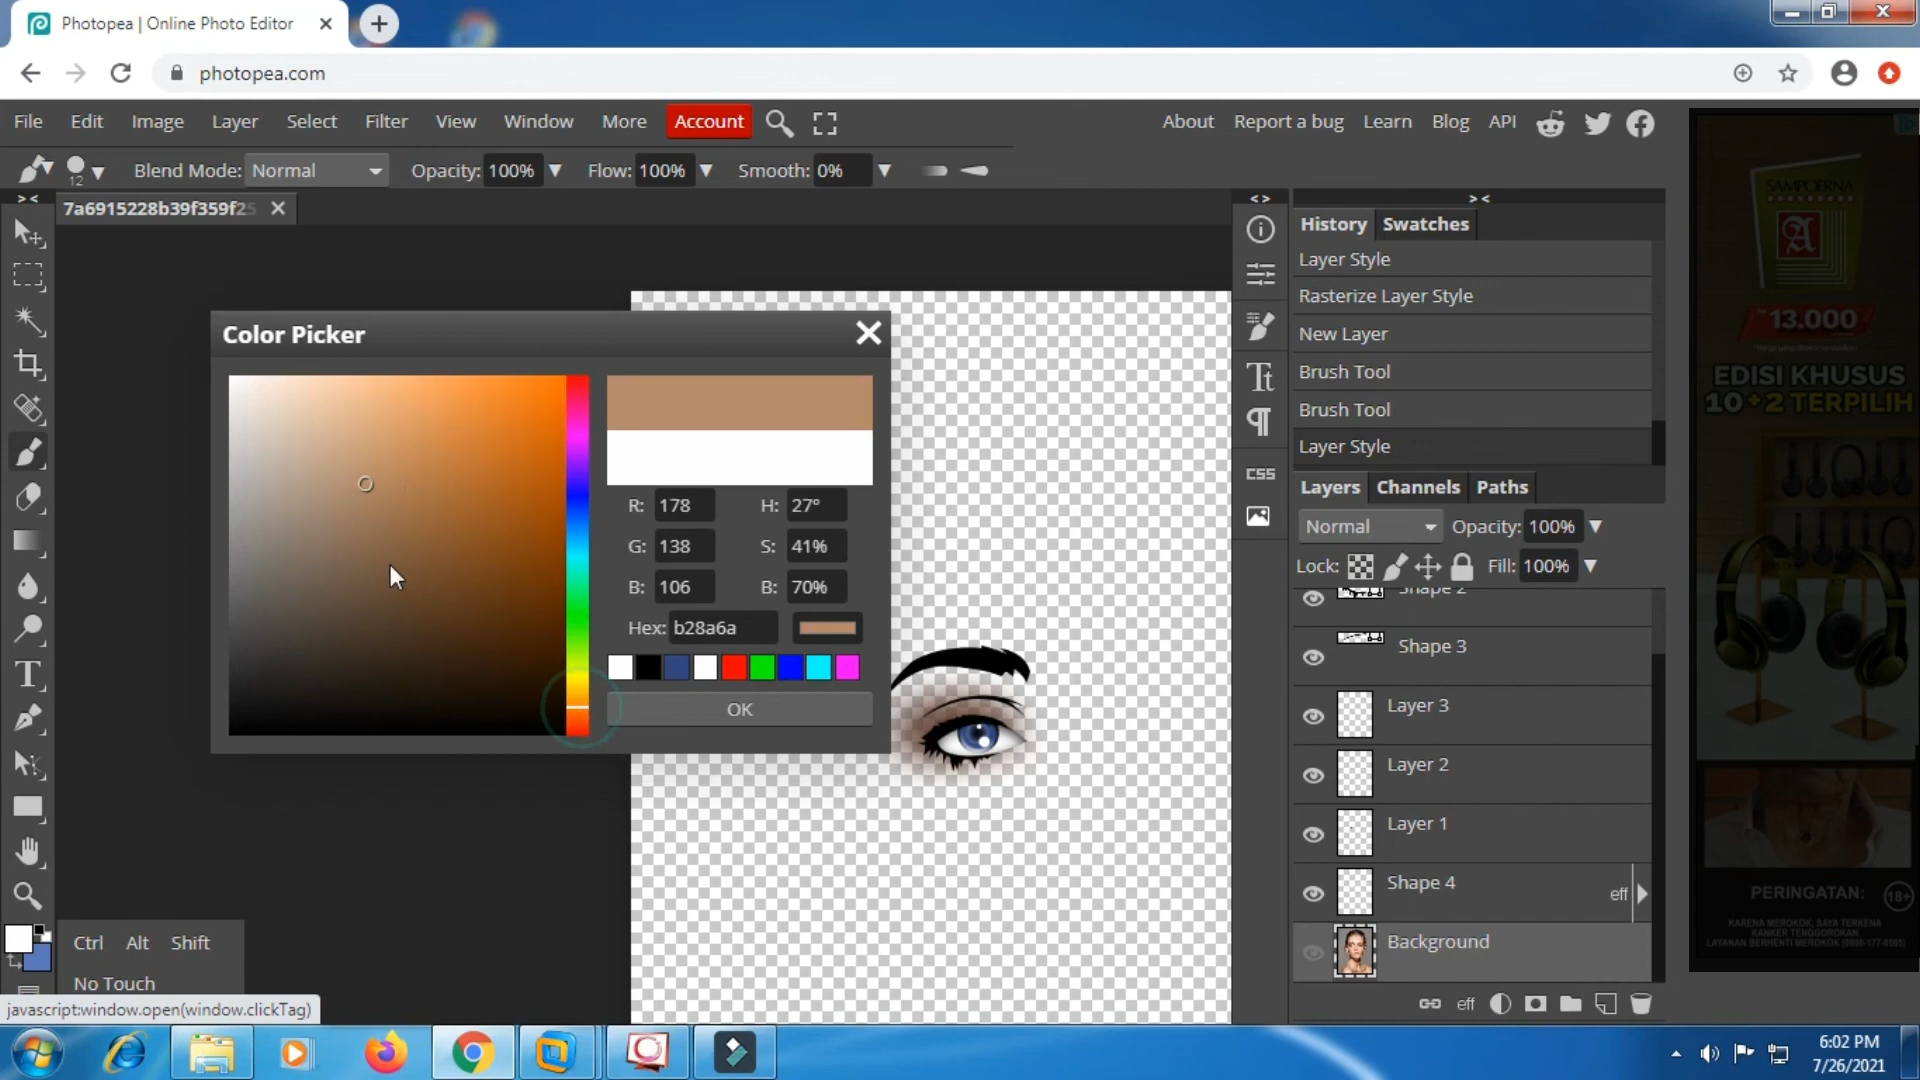 Photopea | Online Photo Editor
photopea.com
File Edit Image Layer Select Filter View Window More Account
About Report a bug Learn Blog API
12 Blend Mode: Normal Opacity: 100% Flow: 100% Smooth: 0%
> < < > > <
7a6915228b39f359f25
History Swatches
Layer Style
Rasterize Layer Style
New Layer
Brush Tool
Brush Tool
Layer Style
Color Picker
R: 178 H: 27°
G: 138 S: 41%
B: 106 B: 70%
Hex: b28a6a
OK
CSS
Layers Channels Paths
Normal Opacity: 100%
Lock: Fill: 100%
Shape 2
Shape 3
Layer 3
Layer 2
Layer 1
Shape 4 eff
Background
eff
Ctrl Alt Shift
No Touch
javascript:window.open(window.clickTag)
SAMPOERNA
A
13.000
EDISI KHUSUS
10+2 TERPILIH
PERINGATAN: 18+
KARENA MEROKOK, SAYA TERKENA
KANKER TENGGOROKAN.
LAYANAN BERHENTI MEROKOK (0800-177-6565)
6:02 PM
7/26/2021